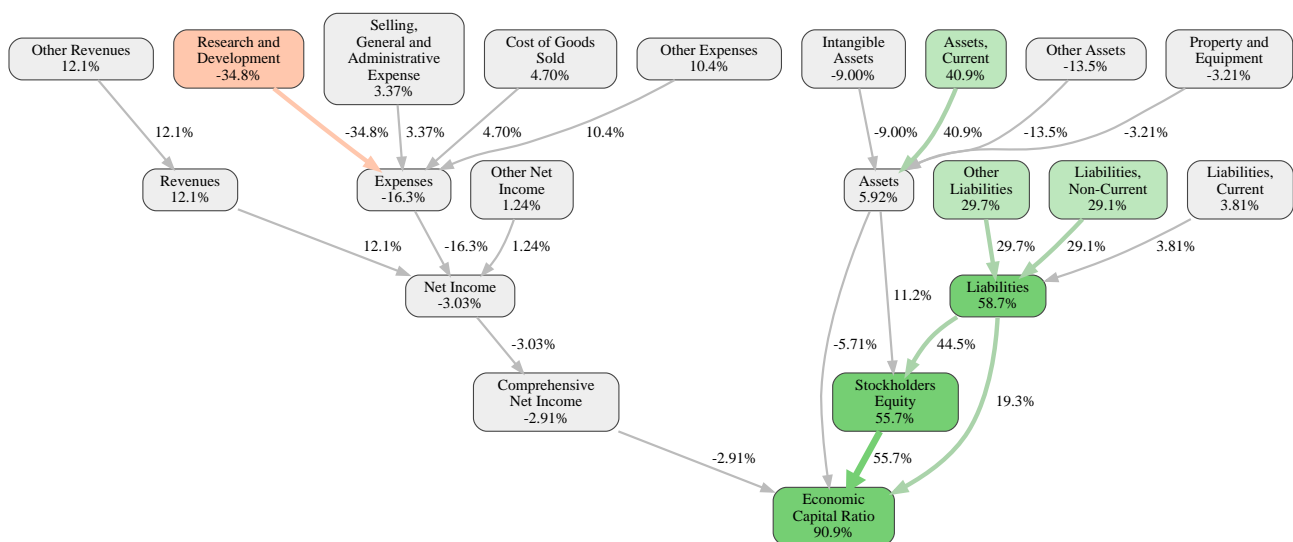 Other Revenues
12.1%
Research and
Development
-34.8%
Selling,
General and
Administrative
Expense
3.37%
Cost of Goods
Sold
4.70%
Other Expenses
10.4%
Intangible
Assets
-9.00%
Assets,
Current
40.9%
Other Assets
-13.5%
Property and
Equipment
-3.21%
12.1%
-34.8%
3.37%
4.70%
10.4%
-9.00%
40.9%
-13.5%
-3.21%
Revenues
12.1%
Expenses
-16.3%
Other Net
Income
1.24%
Assets
5.92%
Other
Liabilities
29.7%
Liabilities,
Non-Current
29.1%
Liabilities,
Current
3.81%
12.1%
-16.3%
1.24%
29.7%
29.1%
3.81%
Net Income
-3.03%
11.2%
Liabilities
58.7%
-3.03%
-5.71%
44.5%
19.3%
Comprehensive
Net Income
-2.91%
Stockholders
Equity
55.7%
-2.91%
55.7%
Economic
Capital Ratio
90.9%